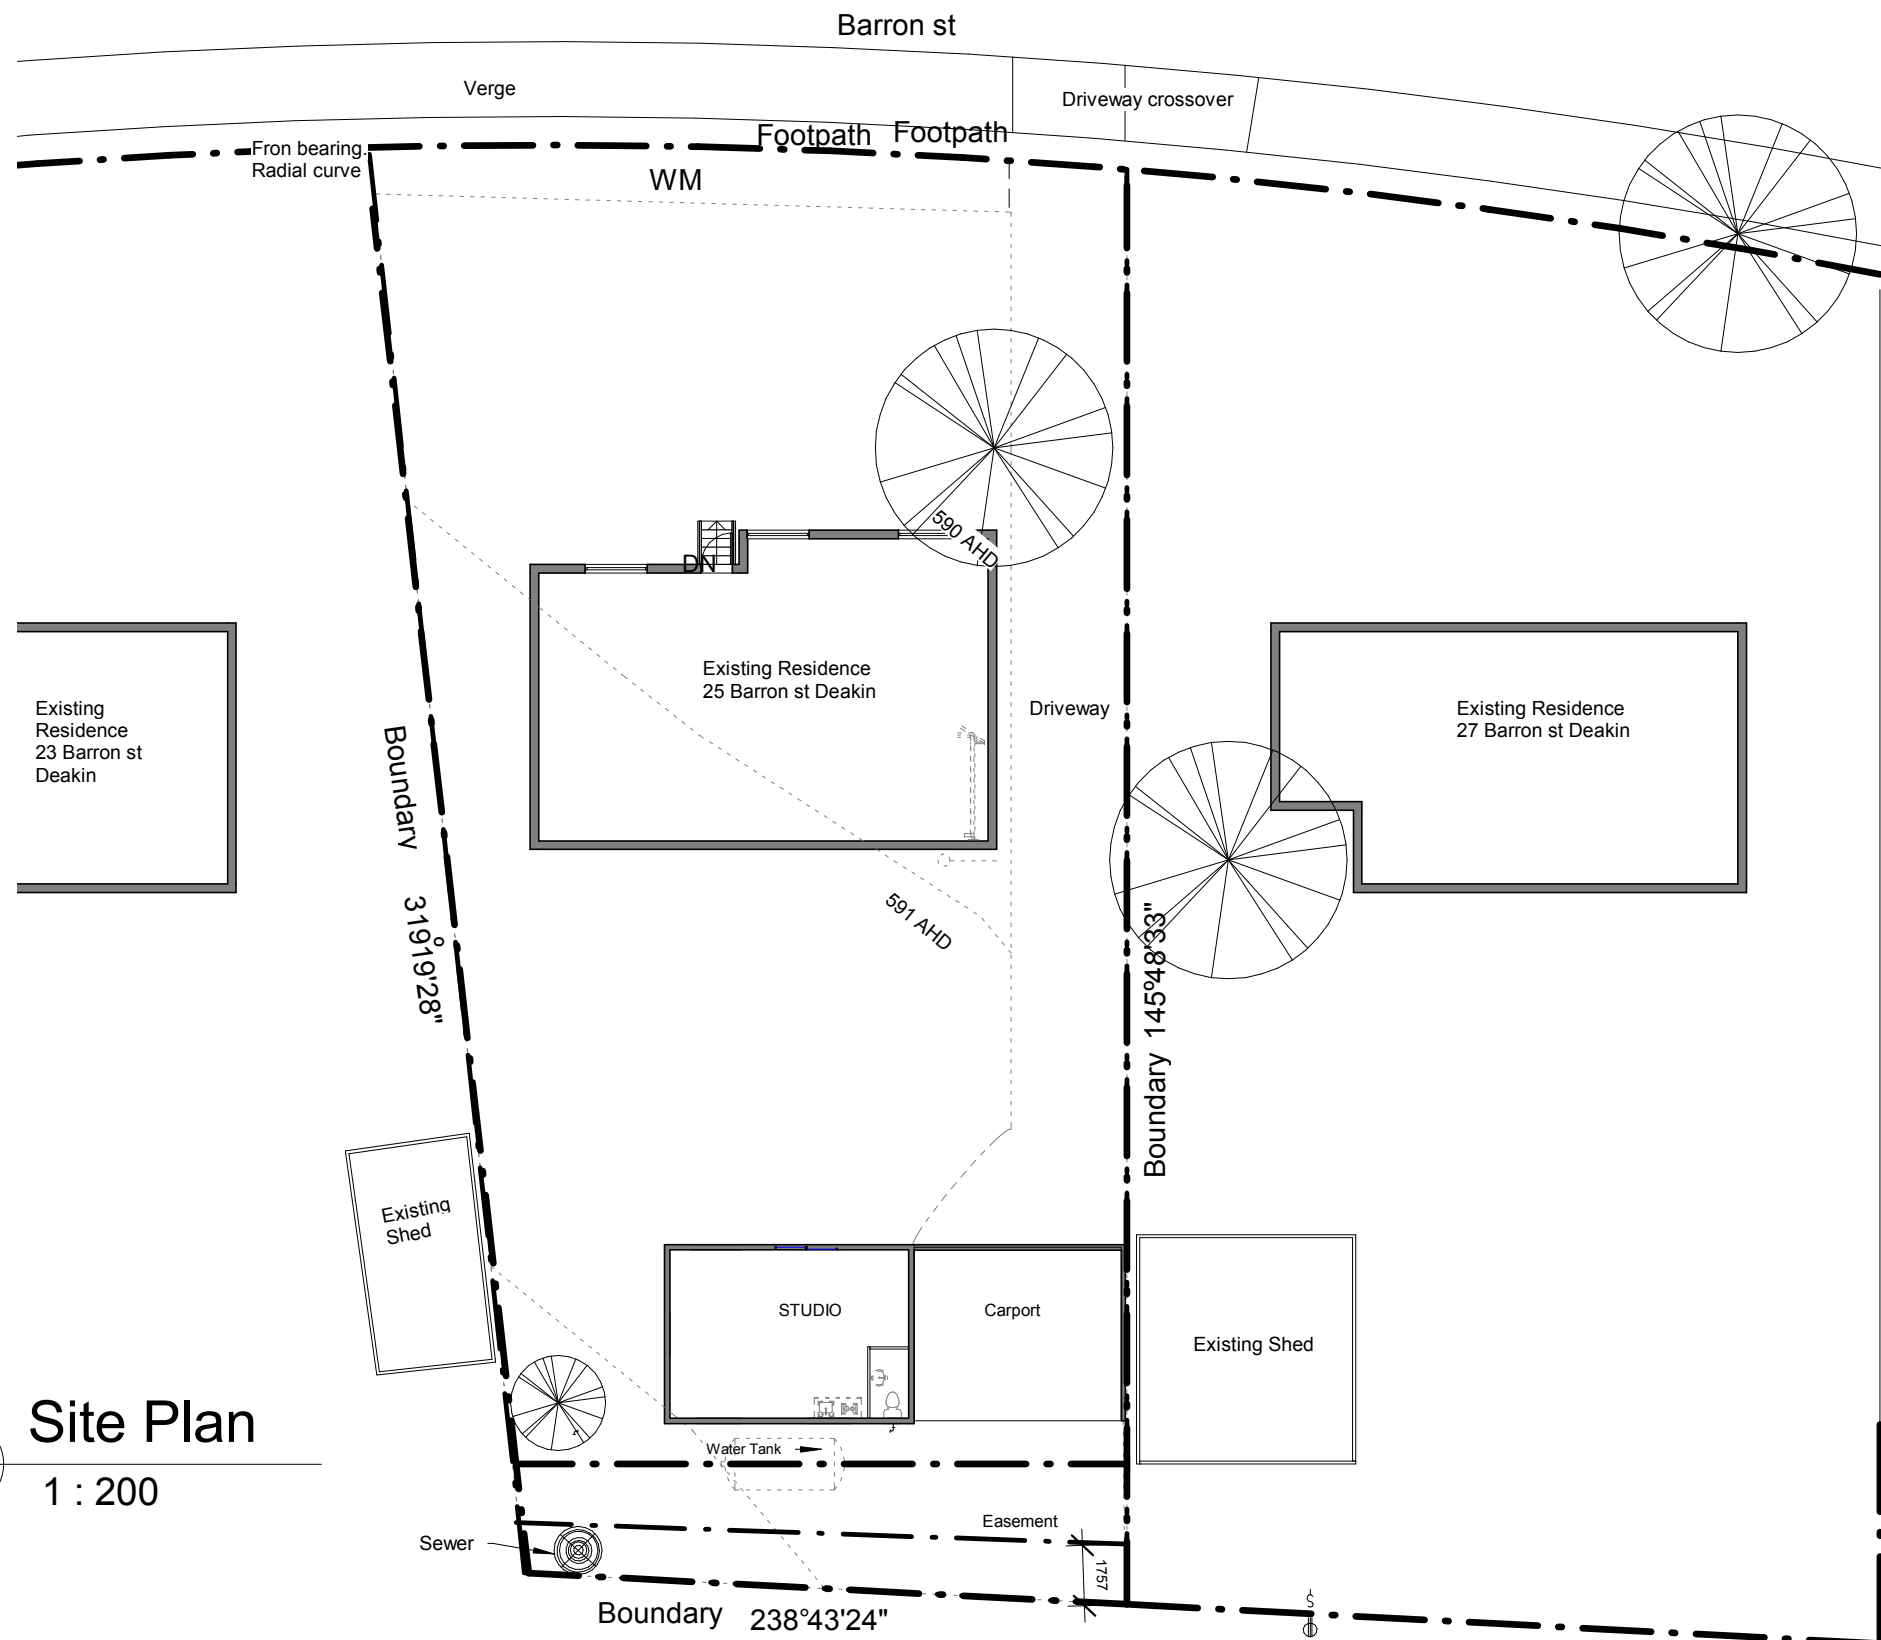 Barron st
Verge
Driveway crossover
Footpath Footpath
Fron bearing
Radial curve
WM
590 AHD
DN
Existing Residence
25 Barron st Deakin
Driveway
Existing
Residence
23 Barron st
Deakin
Existing Residence
27 Barron st Deakin
Boundary 319°19'28"
591 AHD
Boundary 145°48'33"
Existing
Shed
STUDIO
Carport
Existing Shed
Site Plan
1 : 200
Water Tank
Easement
Sewer
1757
S
Boundary 238°43'24"